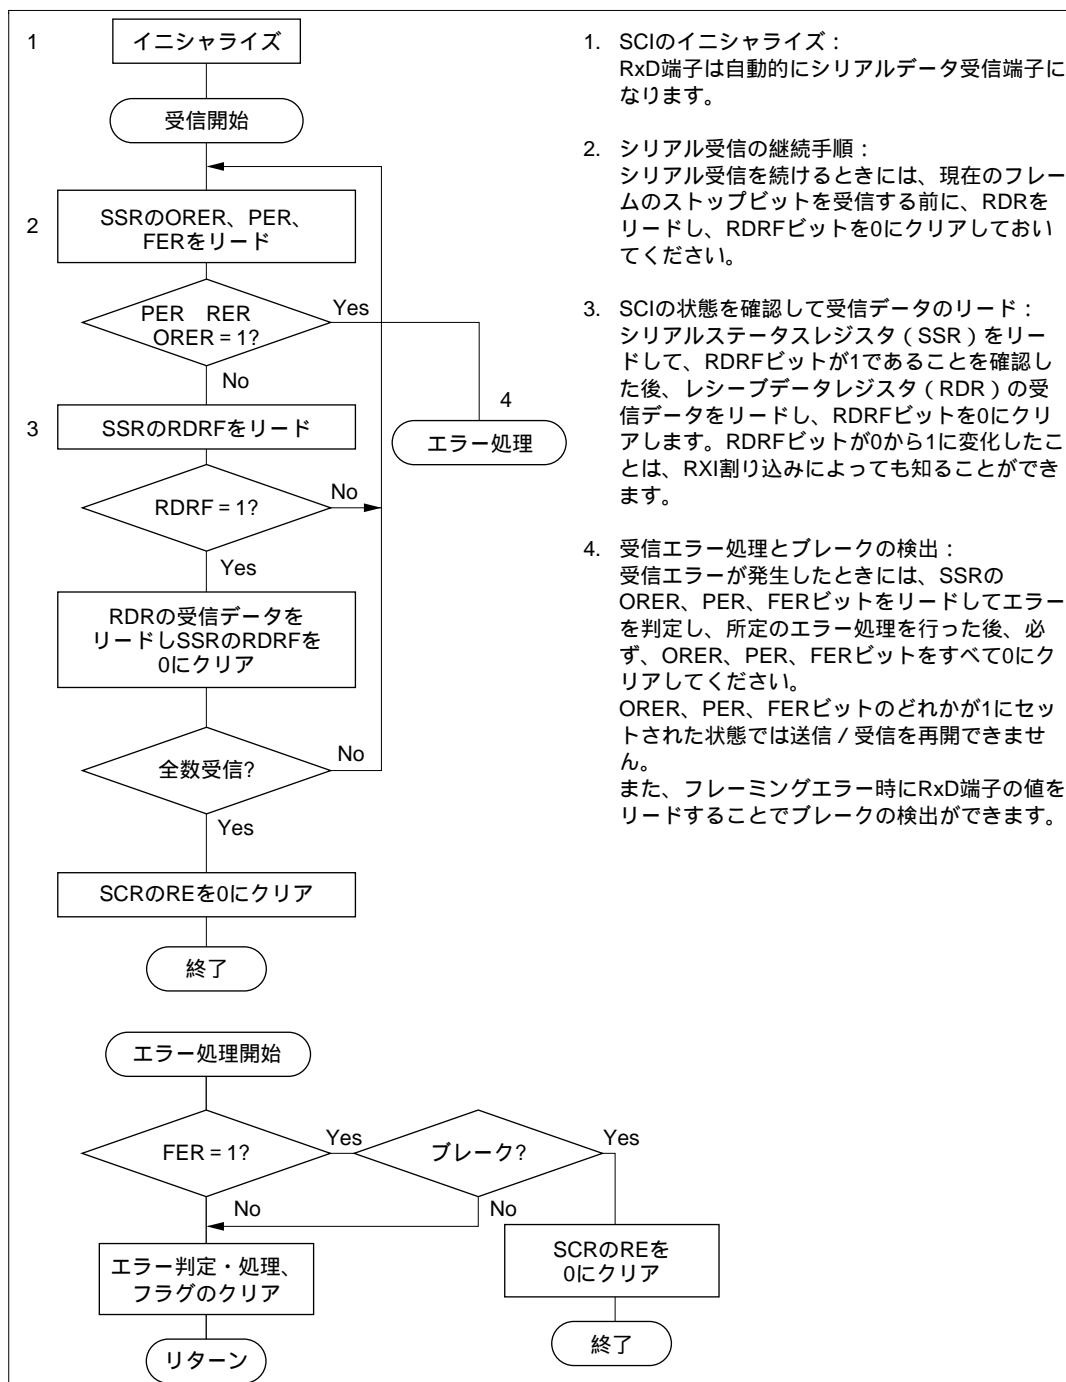 1
イニシャライズ
受信開始
2
SSRのORER、PER、
FERをリード
PER RER
ORER = 1?
Yes
No
4
エラー処理
3
SSRのRDRFをリード
RDRF = 1?
No
Yes
RDRの受信データを
リードしSSRのRDRFを
0にクリア
全数受信?
No
Yes
SCRのREを0にクリア
終了
1. SCIのイニシャライズ：
RxD端子は自動的にシリアルデータ受信端子に
なります。
2. シリアル受信の継続手順：
シリアル受信を続けるときには、現在のフレー
ムのストップビットを受信する前に、RDRを
リードし、RDRFビットを0にクリアしておい
てください。
3. SCIの状態を確認して受信データのリード：
シリアルステータスレジスタ（SSR）をリー
ドして、RDRFビットが1であることを確認し
た後、レシーブデータレジスタ（RDR）の受
信データをリードし、RDRFビットを0にクリ
アします。RDRFビットが0から1に変化したこ
とは、RXI割り込みによっても知ることができ
ます。
4. 受信エラー処理とブレークの検出：
受信エラーが発生したときには、SSRの
ORER、PER、FERビットをリードしてエラー
を判定し、所定のエラー処理を行った後、必
ず、ORER、PER、FERビットをすべて0にク
リアしてください。
ORER、PER、FERビットのどれかが1にセッ
トされた状態では送信／受信を再開できませ
ん。
また、フレーミングエラー時にRxD端子の値を
リードすることでブレークの検出ができます。
エラー処理開始
FER = 1?
Yes
ブレーク?
Yes
No
No
エラー判定・処理、
フラグのクリア
SCRのREを
0にクリア
リターン
終了